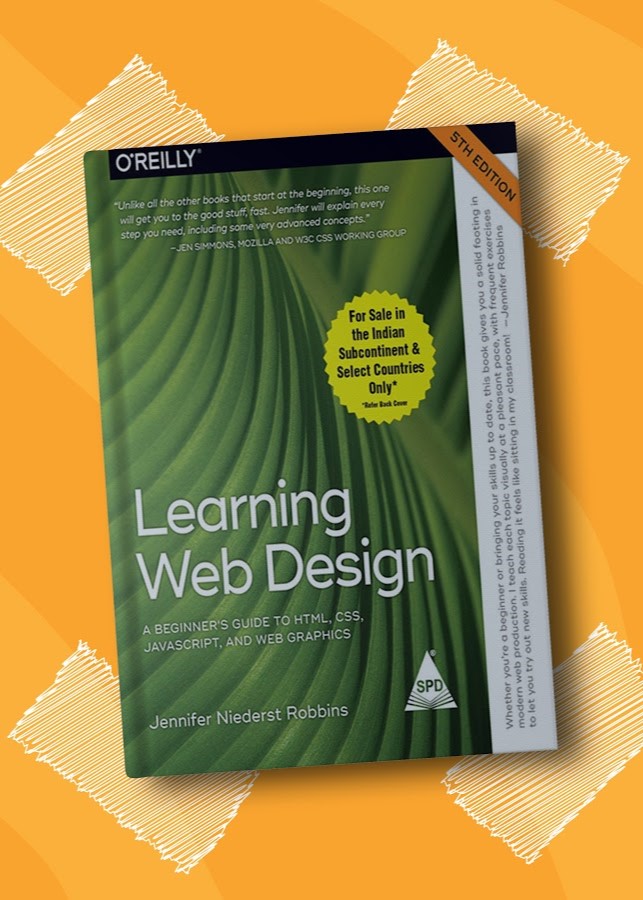 O'REILLY®
5TH EDITION
"Unlike all the other books that start at the beginning, this one
will get you to the good stuff, fast. Jennifer will explain every
step you need, including some very advanced concepts."
—JEN SIMMONS, MOZILLA AND W3C CSS WORKING GROUP
For Sale in
the Indian
Subcontinent &
Select Countries
Only*
*Refer Back Cover
Learning
Web Design
A BEGINNER'S GUIDE TO HTML, CSS,
JAVASCRIPT, AND WEB GRAPHICS
SPD
®
Jennifer Niederst Robbins
Whether you're a beginner or bringing your skills up to date, this book gives you a solid footing in
modern web production. I teach each topic visually at a pleasant pace, with frequent exercises
to let you try out new skills. Reading it feels like sitting in my classroom! —Jennifer Robbins